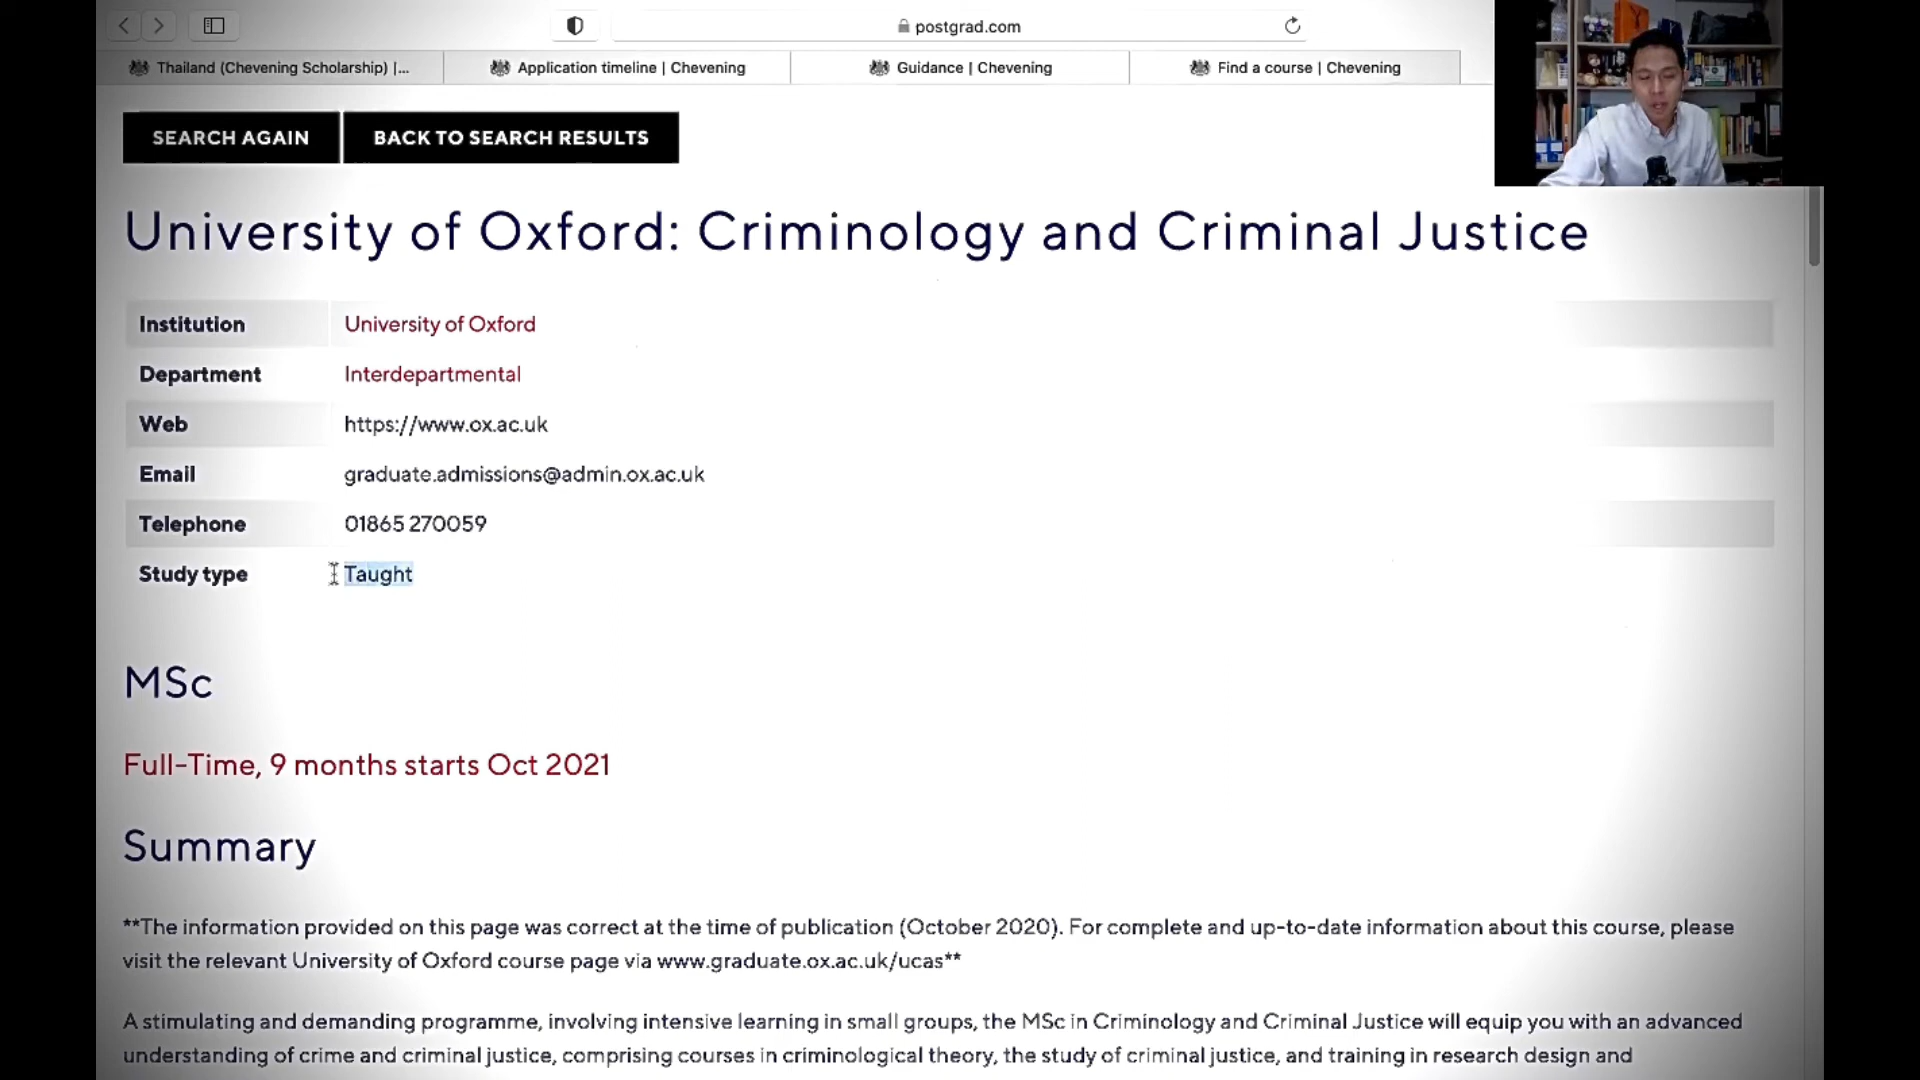 postgrad.com
Thailand (Chevening Scholarship) |...
Application timeline | Chevening
Guidance | Chevening
Find a course | Chevening
SEARCH AGAIN
BACK TO SEARCH RESULTS
University of Oxford: Criminology and Criminal Justice
Institution University of Oxford
Department Interdepartmental
Web https://www.ox.ac.uk
Email graduate.admissions@admin.ox.ac.uk
Telephone 01865 270059
Study type Taught
MSc
Full-Time, 9 months starts Oct 2021
Summary
**The information provided on this page was correct at the time of publication (October 2020). For complete and up-to-date information about this course, please
visit the relevant University of Oxford course page via www.graduate.ox.ac.uk/ucas**
A stimulating and demanding programme, involving intensive learning in small groups, the MSc in Criminology and Criminal Justice will equip you with an advanced
understanding of crime and criminal justice, comprising courses in criminological theory, the study of criminal justice, and training in research design and